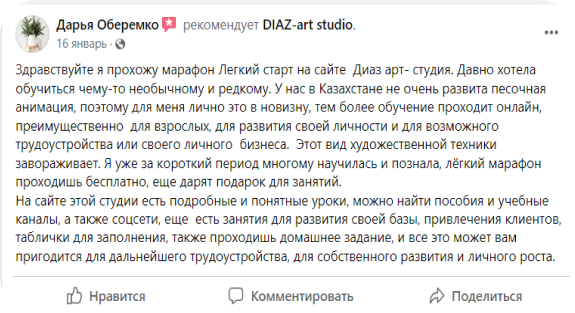 Дарья Оберемко рекомендует DIAZ-art studio.
16 январь ·
Здравствуйте я прохожу марафон Легкий старт на сайте Диаз арт- студия. Давно хотела
обучиться чему-то необычному и редкому. У нас в Казахстане не очень развита песочная
анимация, поэтому для меня лично это в новизну, тем более обучение проходит онлайн,
преимущественно для взрослых, для развития своей личности и для возможного
трудоустройства или своего личного бизнеса. Этот вид художественной техники
завораживает. Я уже за короткий период многому научилась и познала, лёгкий марафон
проходишь бесплатно, еще дарят подарок для занятий.
На сайте этой студии есть подробные и понятные уроки, можно найти пособия и учебные
каналы, а также соцсети, еще есть занятия для развития своей базы, привлечения клиентов,
таблички для заполнения, также проходишь домашнее задание, и все это может вам
пригодится для дальнейшего трудоустройства, для собственного развития и личного роста.
Нравится Комментировать Поделиться